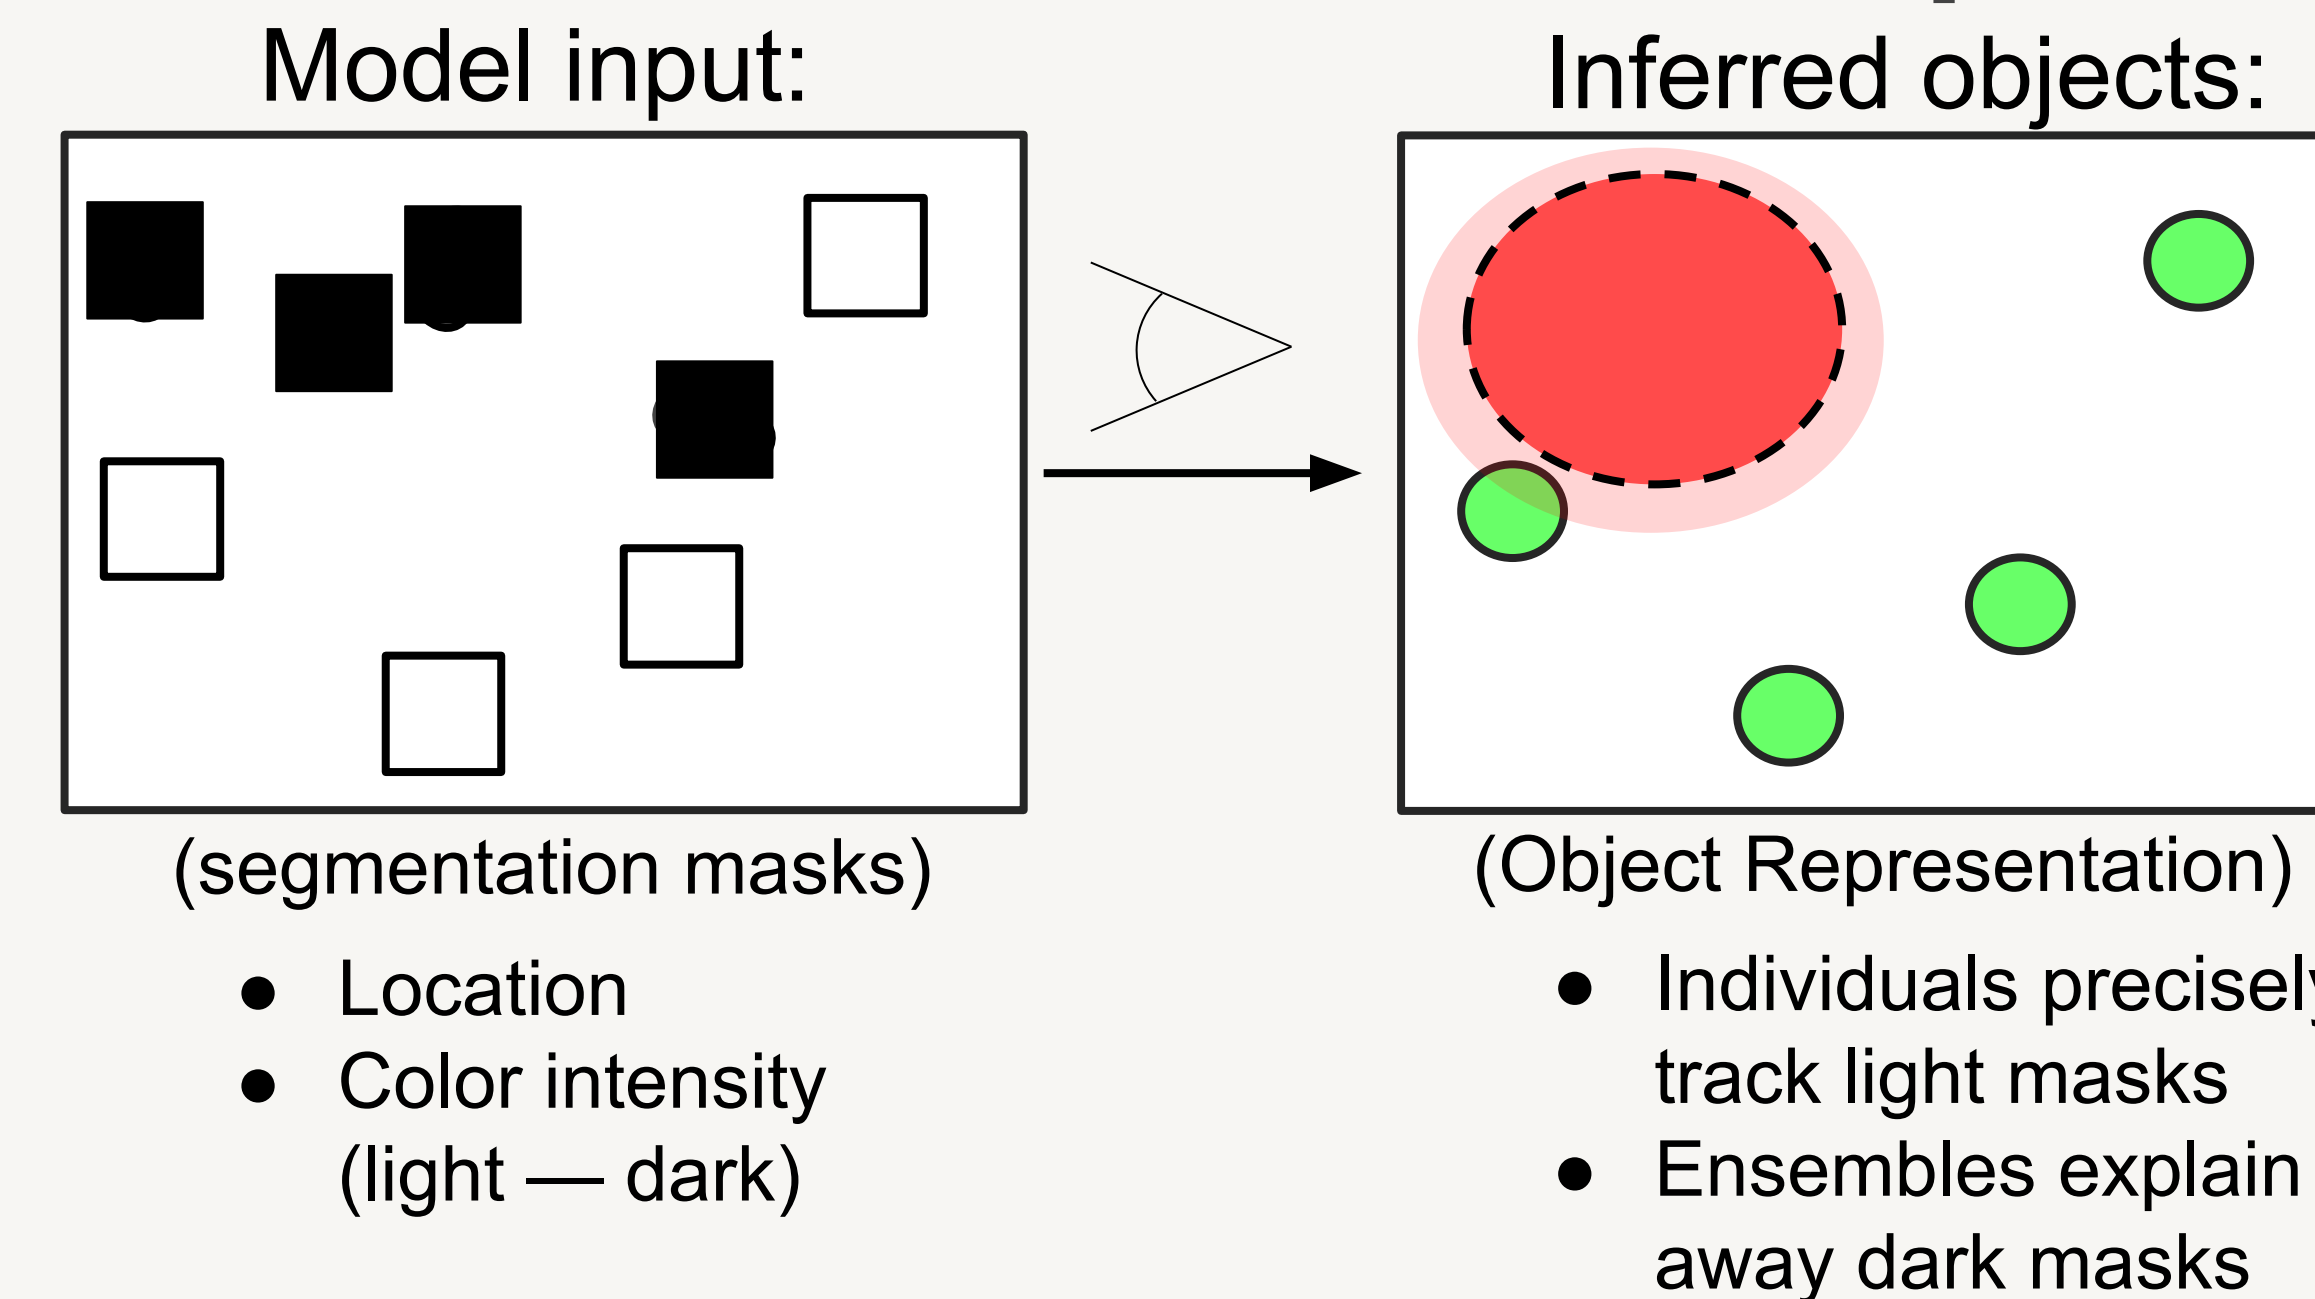 Model input:
Inferred objects:
(segmentation masks)
(Object Representation)
● Location
● Color intensity
(light — dark)
● Individuals precisely
track light masks
● Ensembles explain
away dark masks